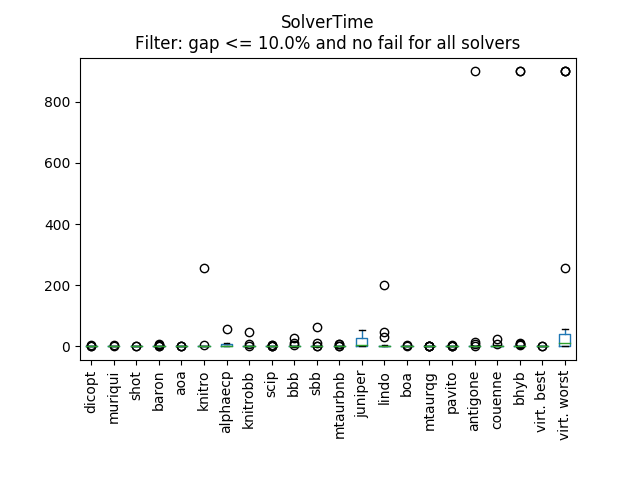 SolverTime
Filter: gap <= 10.0% and no fail for all solvers
800
600
400
200
0
dicopt
muriqui
shot
baron
aoa
knitro
alphaecp
knitrobb
scip
bbb
sbb
mtaurbnb
juniper
lindo
boa
mtaurqg
pavito
antigone
couenne
bhyb
virt. best
virt. worst